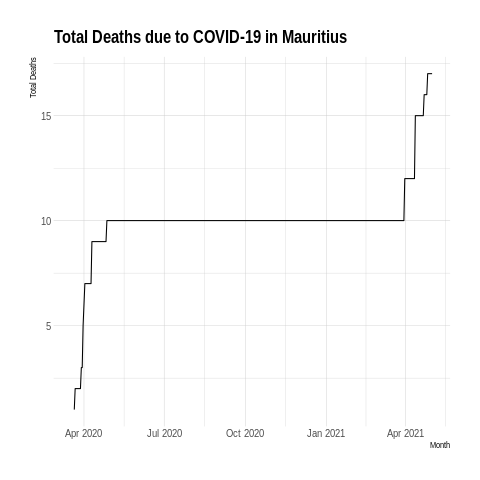 Total Deaths due to COVID-19 in Mauritius
Total Deaths
15
10
5
Apr 2020 Jul 2020 Oct 2020 Jan 2021 Apr 2021
Month